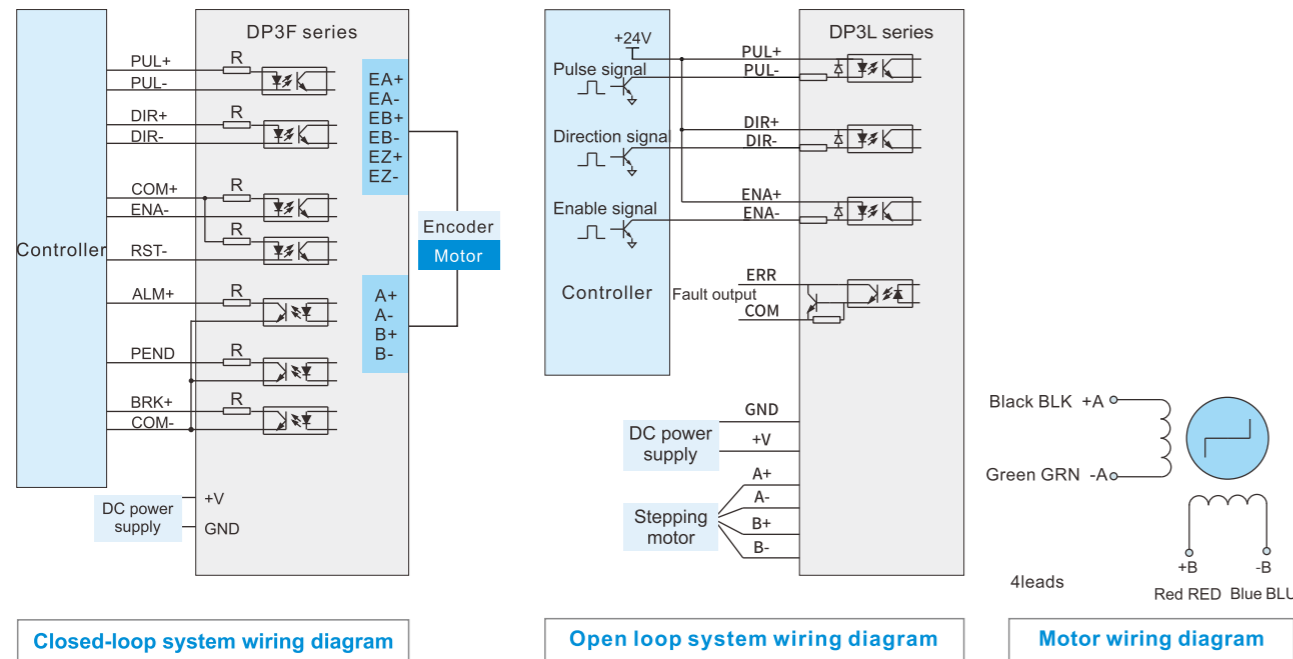 DP3F series
PUL+
R
PUL-
DIR+
R
DIR-
COM+
R
ENA-
R
RST-
Controller
ALM+
R
PEND
R
BRK+
R
COM-
EA+
EA-
EB+
EB-
EZ+
EZ-
Encoder
Motor
A+
A-
B+
B-
DC power
supply
+V
GND
Closed-loop system wiring diagram
DP3L series
+24V
PUL+
Pulse signal
PUL-
DIR+
Direction signal
DIR-
ENA+
Enable signal
ENA-
Controller
ERR
Fault output
COM
GND
DC power
supply
+V
A+
A-
Stepping
motor
B+
B-
Open loop system wiring diagram
Black BLK +A
Green GRN -A
+B
-B
4leads
Red RED
Blue BLU
Motor wiring diagram